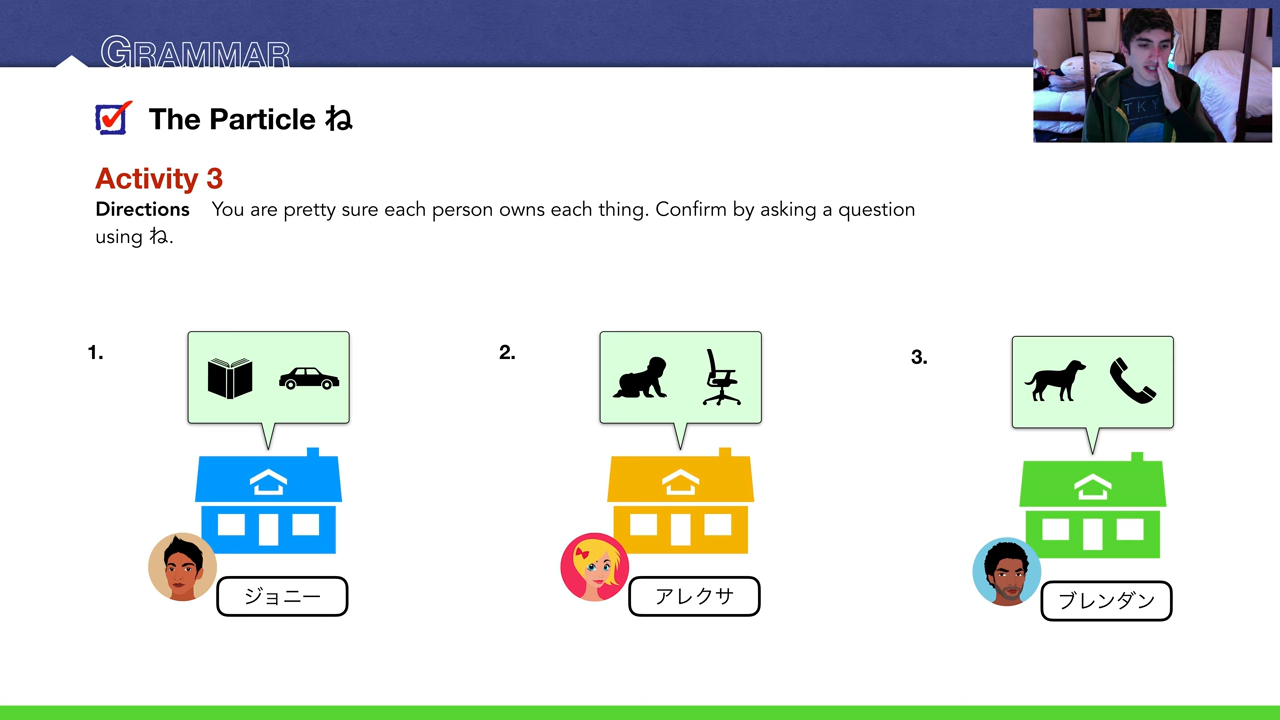 GRAMMAR
The Particle ね
Activity 3
Directions You are pretty sure each person owns each thing. Confirm by asking a question
using ね.
1.
2.
3.
ジョニー
アレクサ
ブレンダン
TKY